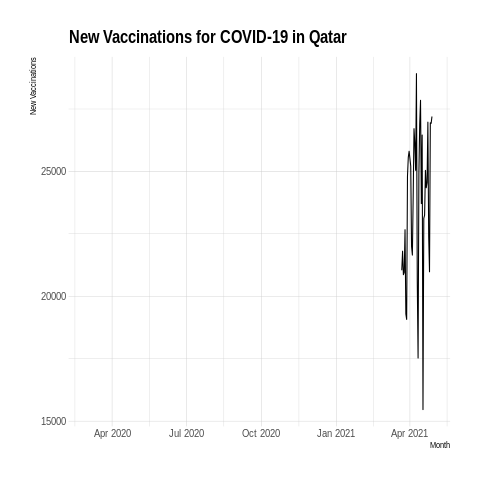 New Vaccinations for COVID-19 in Qatar
New Vaccinations
25000
20000
15000
Apr 2020 Jul 2020 Oct 2020 Jan 2021 Apr 2021
Month